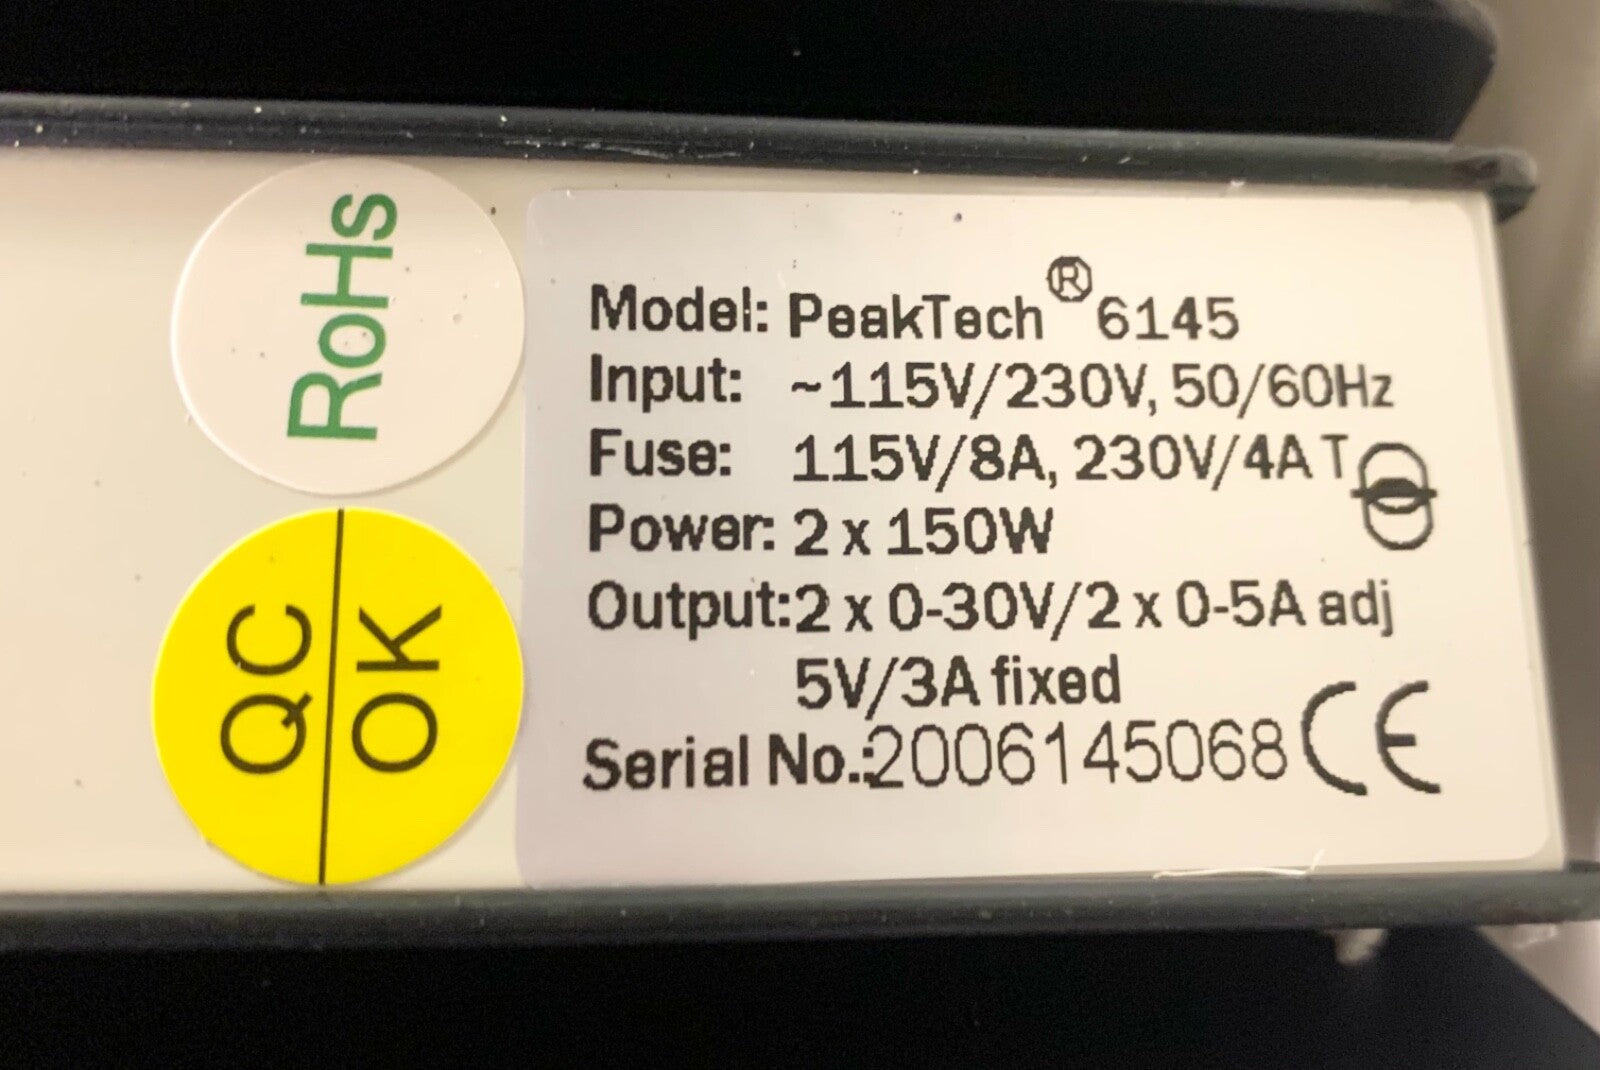 RoHs
QC
OK
Model: PeakTech® 6145
Input: ~115V/230V, 50/60Hz
Fuse: 115V/8A, 230V/4A T
Power: 2 x 150W
Output:2 x 0-30V/2 x 0-5A adj
5V/3A fixed
Serial No.:2006145068 CE